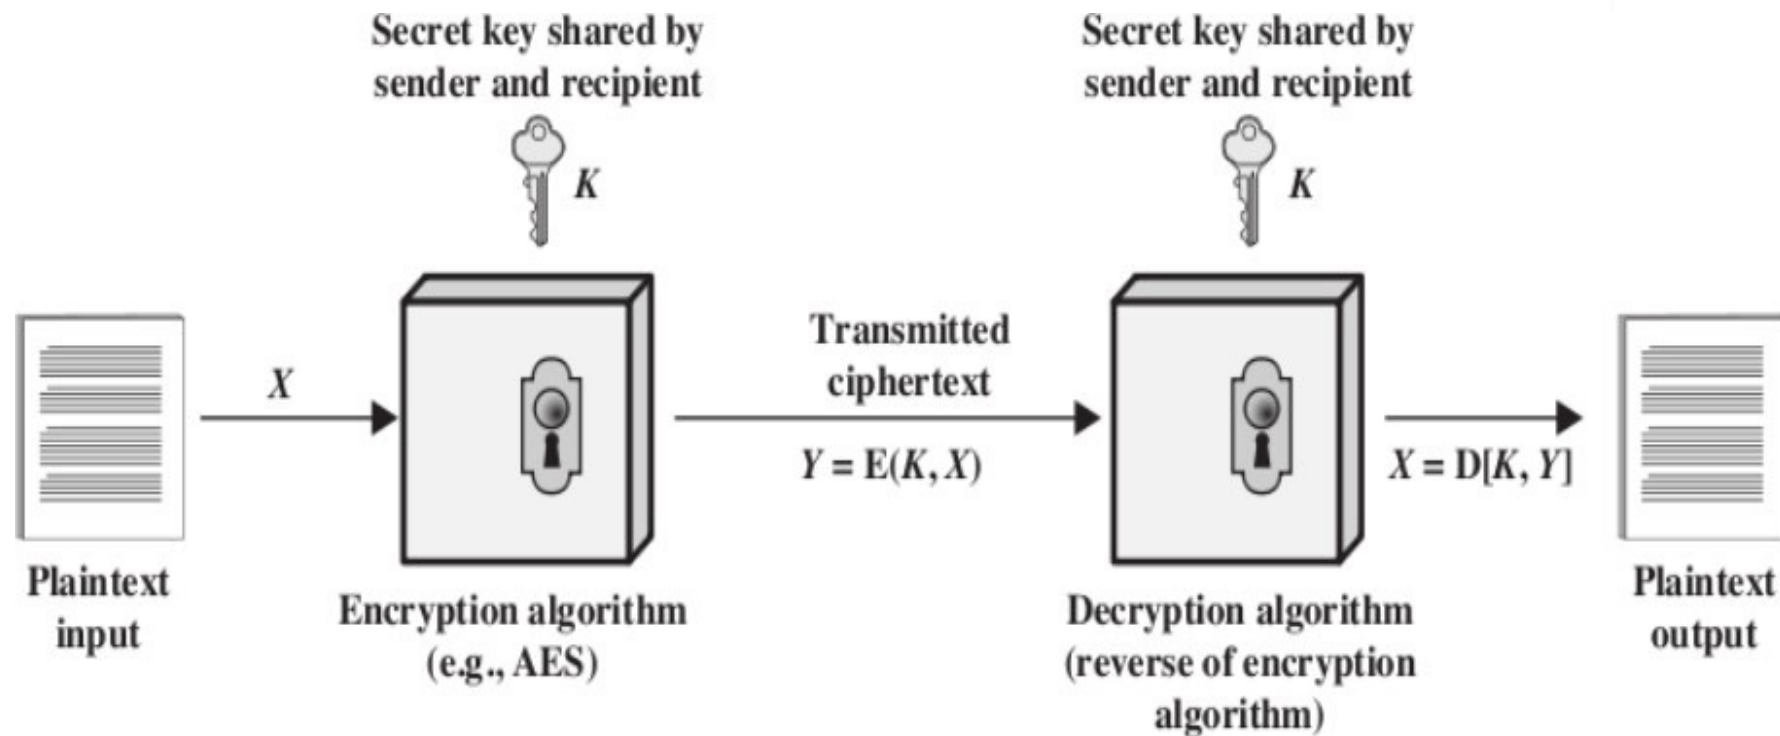 Secret key shared by
sender and recipient
K
Secret key shared by
sender and recipient
K
X
Transmitted
ciphertext
Y = E(K, X)
X = D[K, Y]
Plaintext
input
Encryption algorithm
(e.g., AES)
Decryption algorithm
(reverse of encryption
algorithm)
Plaintext
output